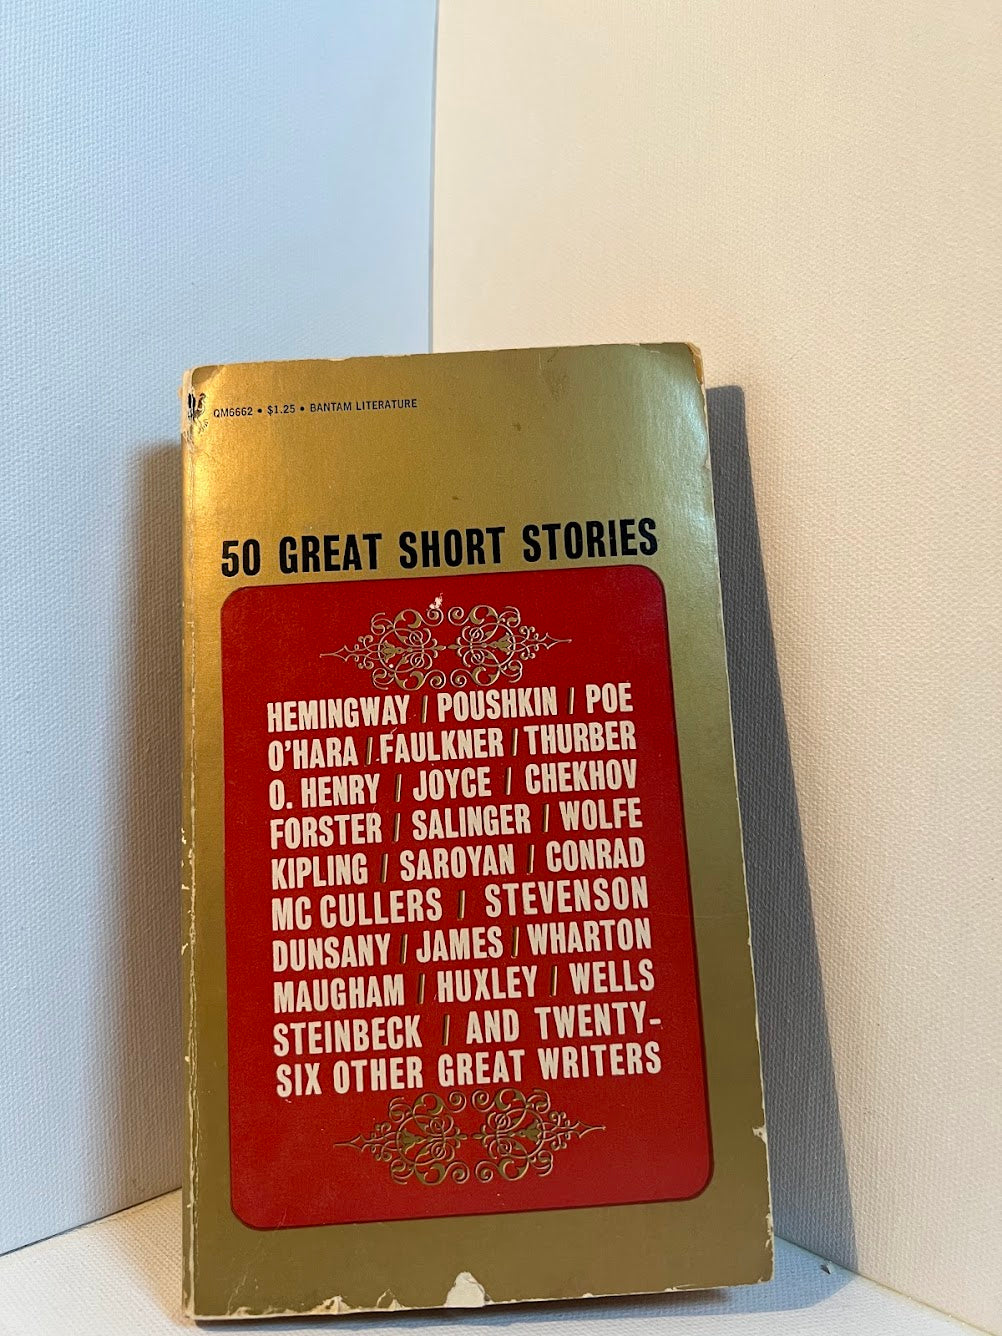 QM5662 • $1.25 • BANTAM LITERATURE
50 GREAT SHORT STORIES
HEMINGWAY / POUSHKIN / POE
O'HARA / FAULKNER / THURBER
O. HENRY / JOYCE / CHEKHOV
FORSTER / SALINGER / WOLFE
KIPLING / SAROYAN / CONRAD
MC CULLERS / STEVENSON
DUNSANY / JAMES / WHARTON
MAUGHAM / HUXLEY / WELLS
STEINBECK / AND TWENTY-
SIX OTHER GREAT WRITERS